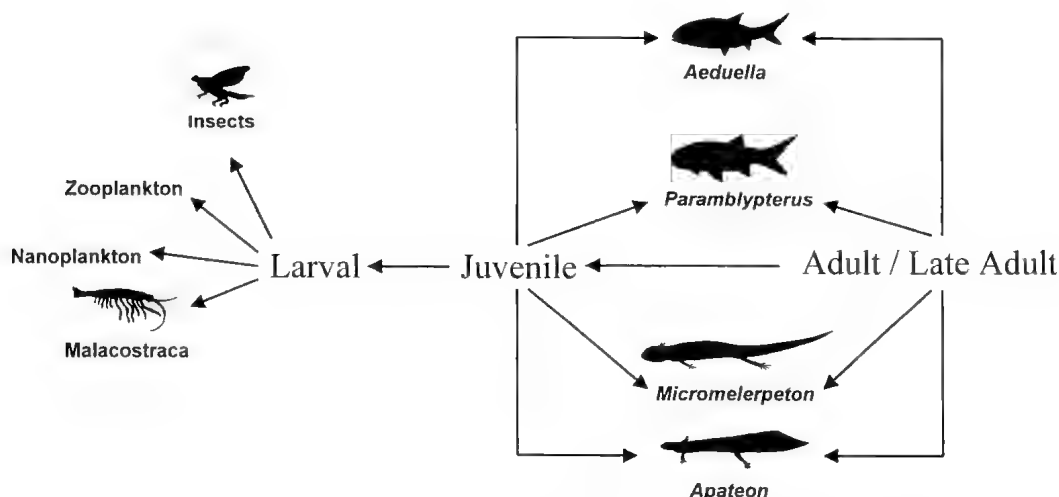 Aeduella
Insects
Zooplankton
Paramblypterus
Nanoplankton
Larval
Juvenile
Adult / Late Adult
Malacostraca
Micromelerpeton
Apateon